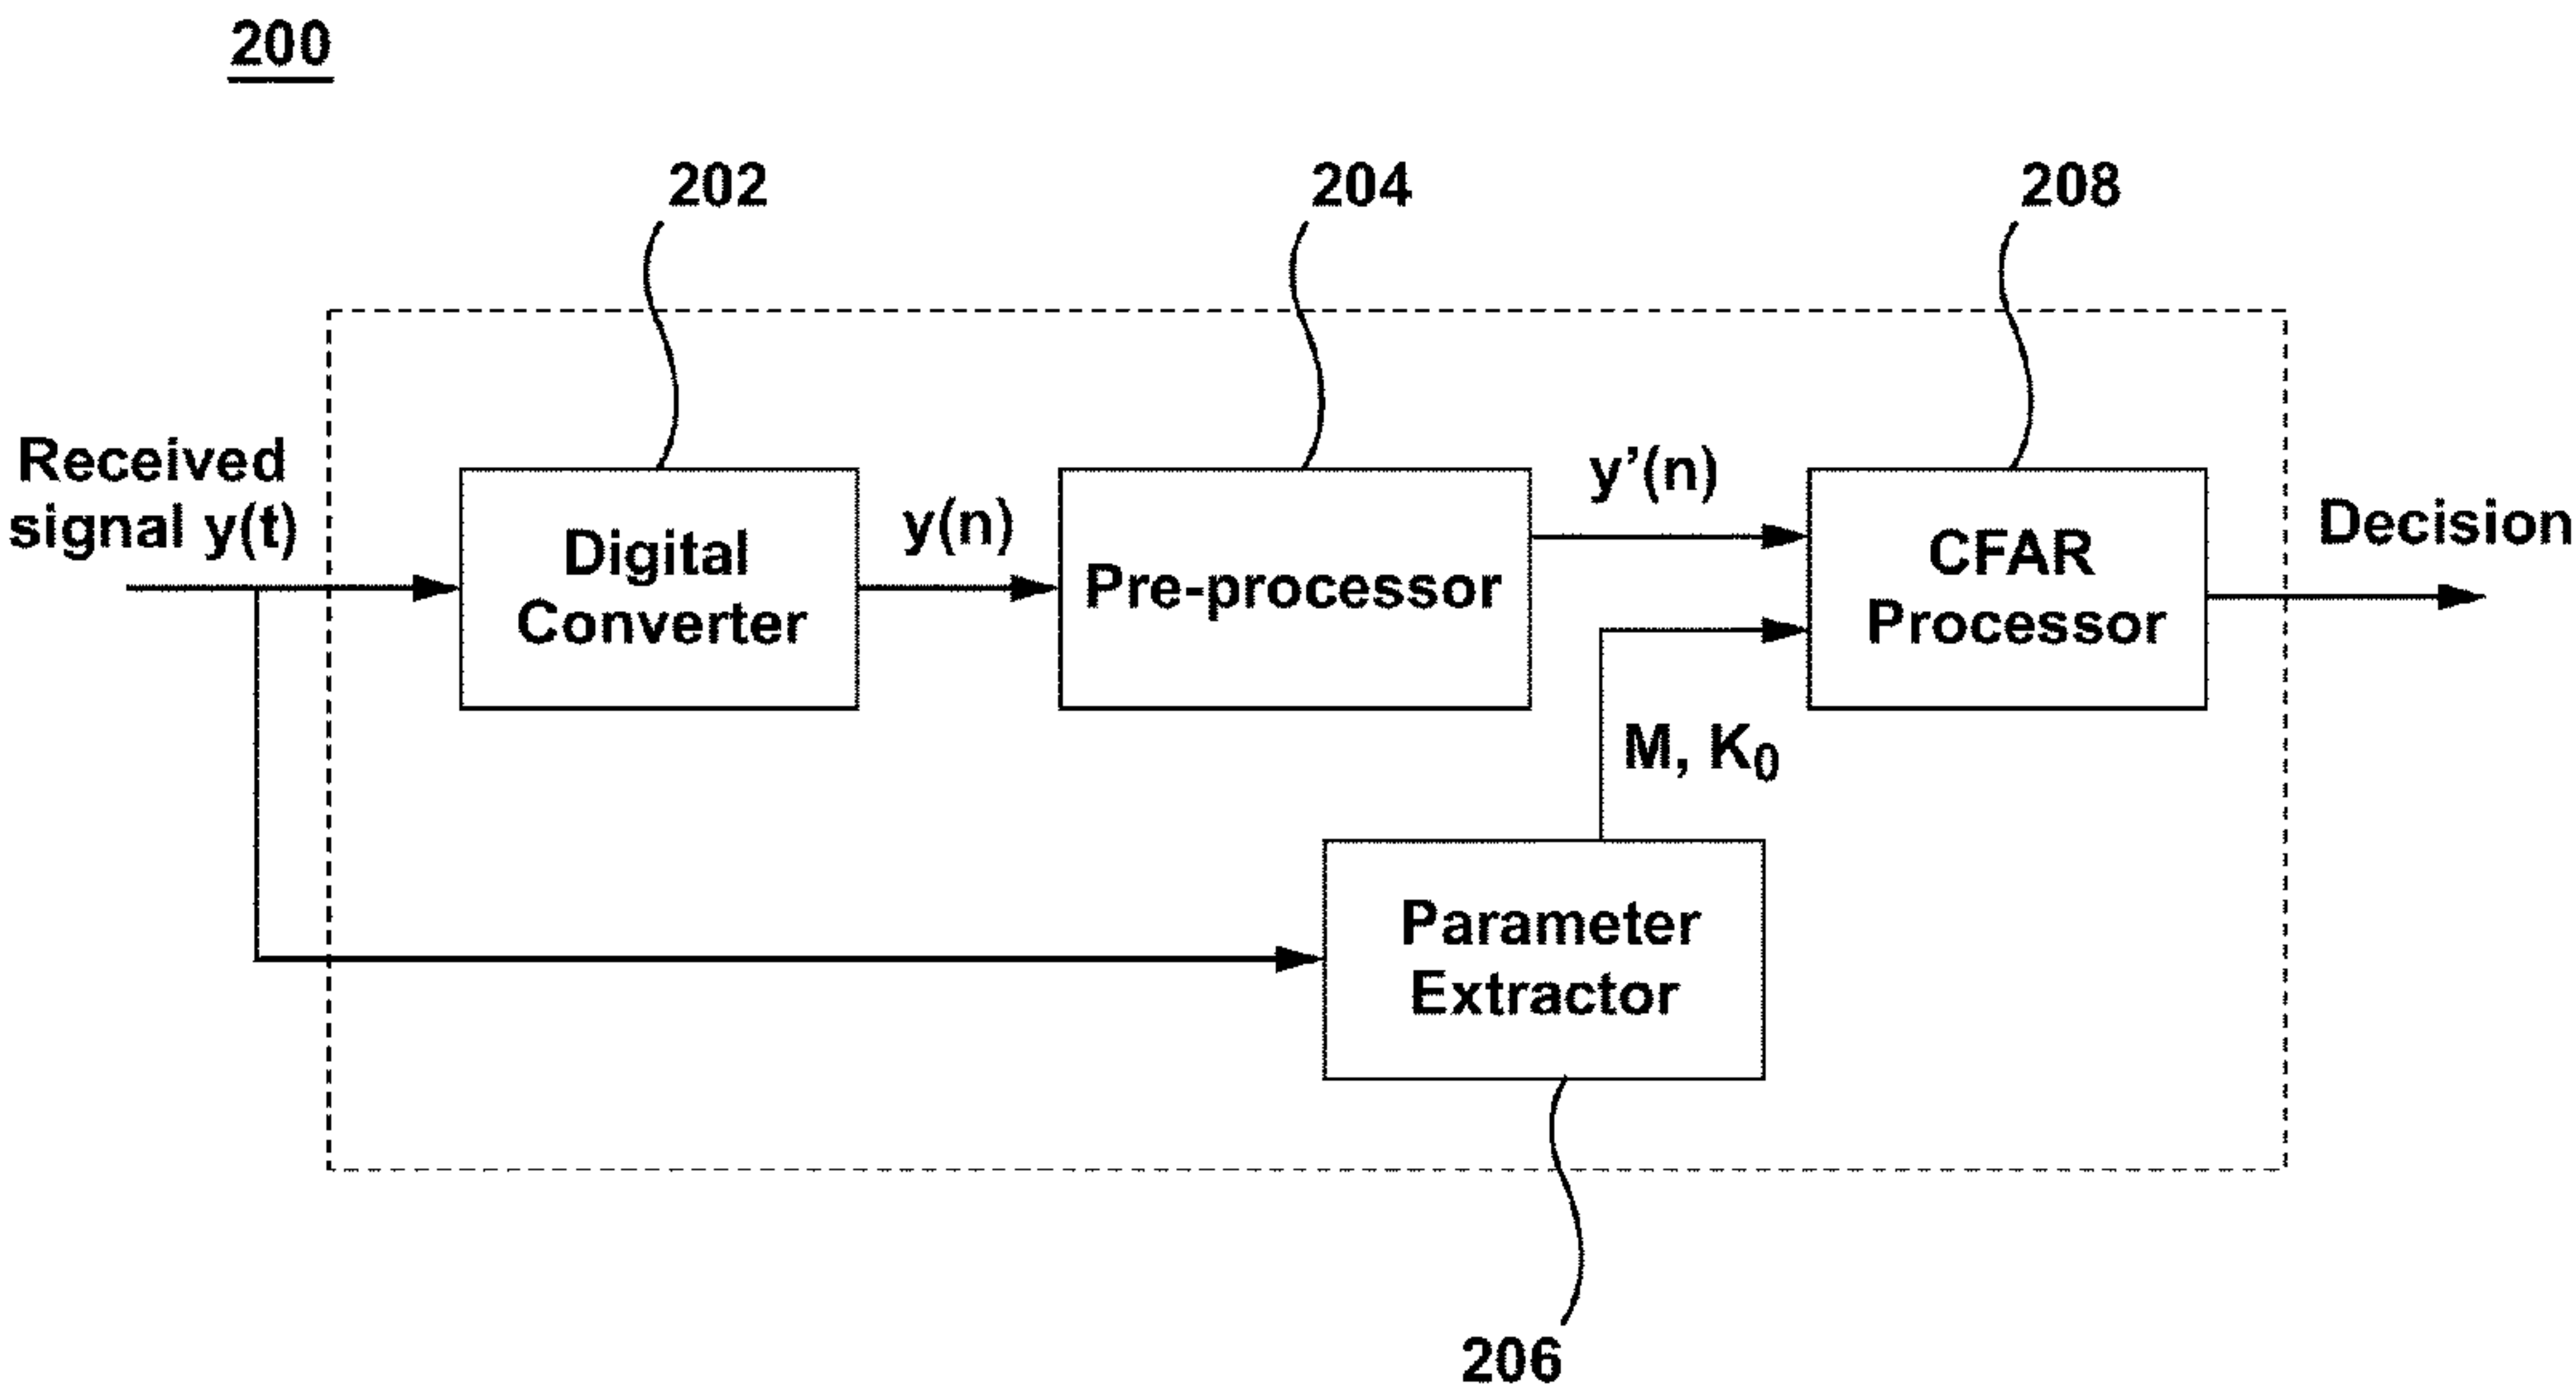 200
202
204
208
Received
signal y(t)
Digital
Converter
y(n)
Pre-processor
y’(n)
CFAR
Processor
Decision
M, K₀
Parameter
Extractor
206